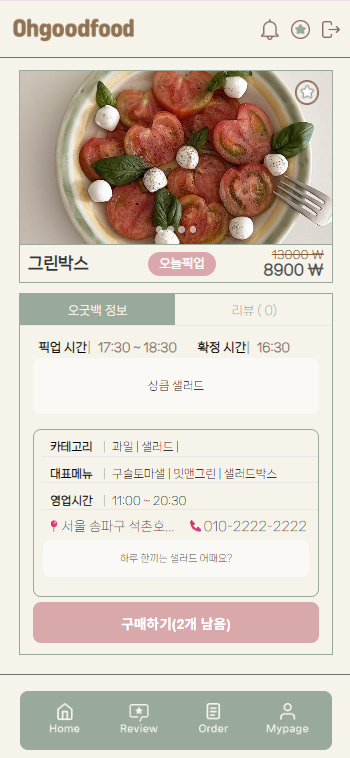 Ohgoodfood
그린박스
오늘픽업
13000 ₩
8900 ₩
오굿백 정보
리뷰 ( 0)
픽업 시간| 17:30 ~ 18:30 확정 시간| 16:30
상큼 샐러드
카테고리 | 과일 | 샐러드 |
대표메뉴 | 구슬토마샐 | 밋앤그린 | 샐러드박스
영업시간 | 11:00 ~ 20:30
서울 송파구 석촌호... 010-2222-2222
하루 한끼는 샐러드 어때요?
구매하기(2개 남음)
Home Review Order Mypage